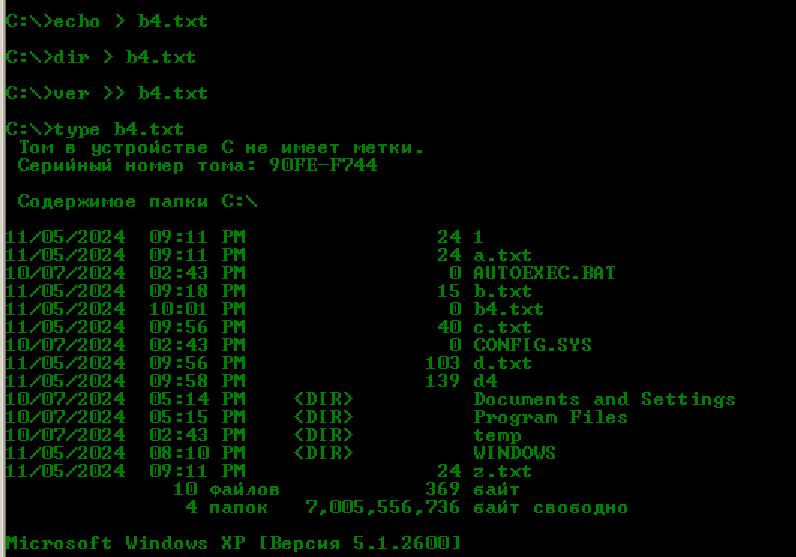 C:\>echo > b4.txt
C:\>dir > b4.txt
C:\>ver >> b4.txt
C:\>type b4.txt
Том в устройстве C не имеет метки.
Серийный номер тома: 90FE-F744
Содержимое папки C:\
11/05/2024  09:11 PM                24 1
11/05/2024  09:11 PM                24 a.txt
10/07/2024  02:43 PM                 0 AUTOEXEC.BAT
11/05/2024  09:18 PM                15 b.txt
11/05/2024  10:01 PM                 0 b4.txt
11/05/2024  09:56 PM                40 c.txt
10/07/2024  02:43 PM                 0 CONFIG.SYS
11/05/2024  09:56 PM               103 d.txt
11/05/2024  09:58 PM               139 d4
10/07/2024  05:14 PM    <DIR>          Documents and Settings
10/07/2024  05:15 PM    <DIR>          Program Files
10/07/2024  02:43 PM    <DIR>          temp
11/05/2024  08:10 PM    <DIR>          WINDOWS
11/05/2024  09:11 PM                24 z.txt
10 файлов            369 байт
4 папок   7,005,556,736 байт свободно
Microsoft Windows XP [Версия 5.1.2600]